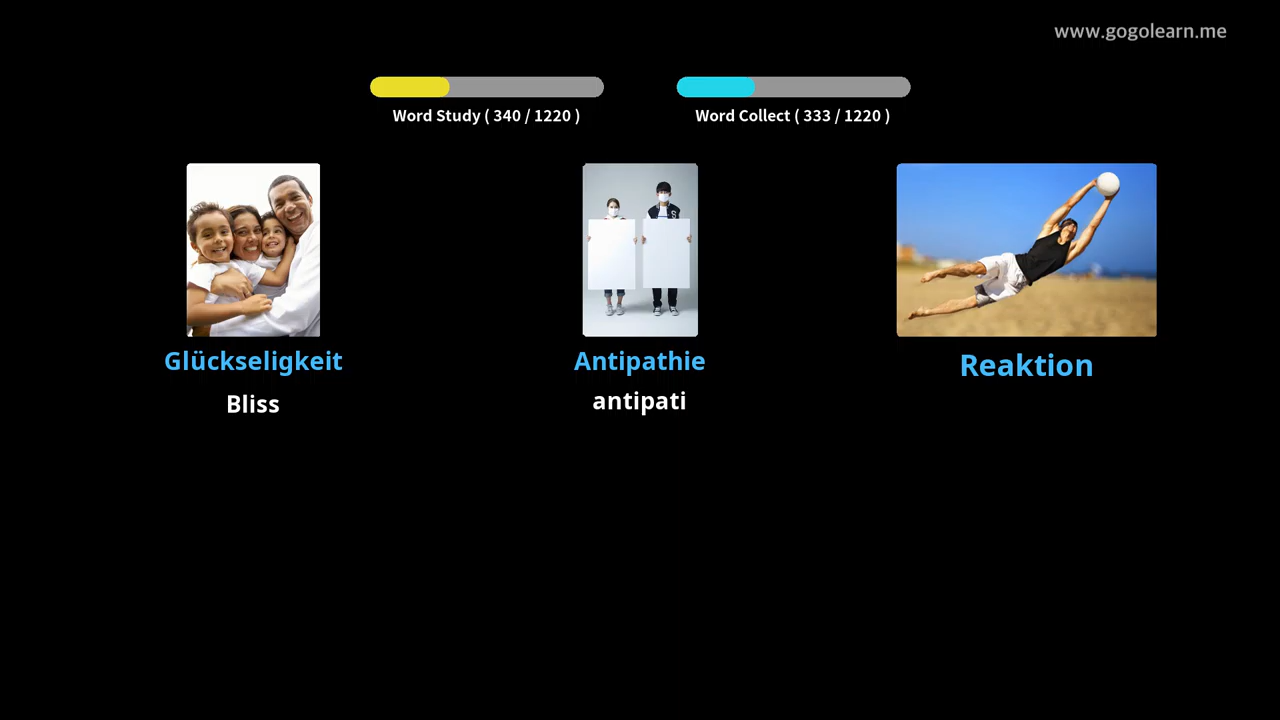 www.gogolearn.me
Word Study ( 340 / 1220 )
Word Collect ( 333 / 1220 )
Glückseligkeit
Antipathie
Reaktion
Bliss
antipati